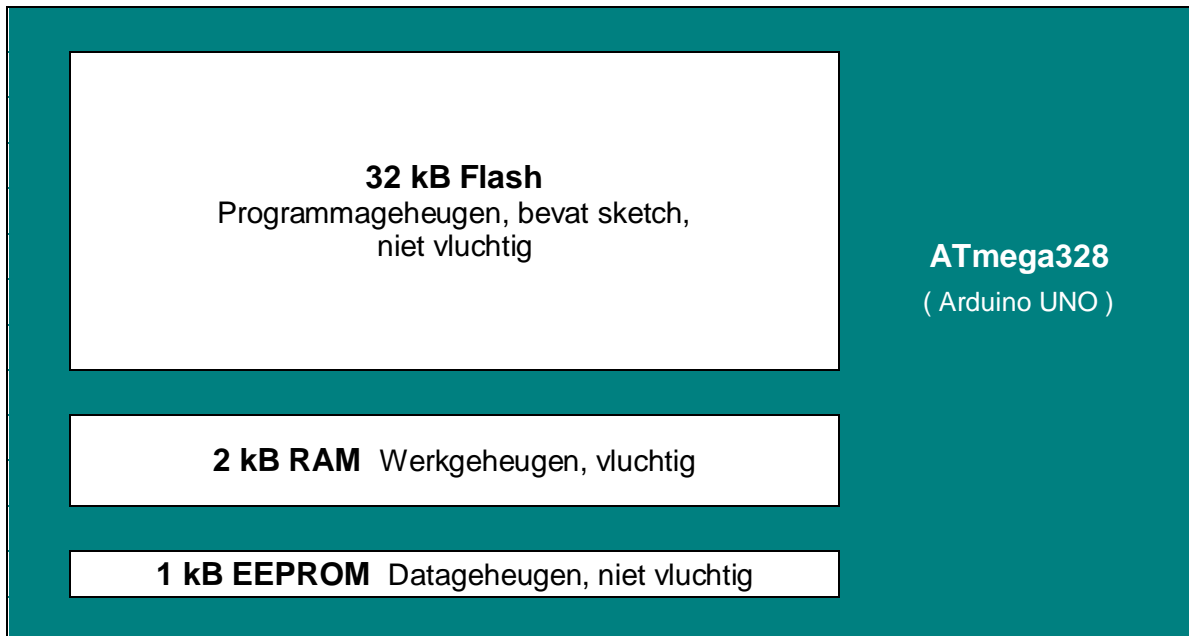 32 kB Flash
Programmageheugen, bevat sketch,
niet vluchtig
ATmega328
( Arduino UNO )
2 kB RAM Werkgeheugen, vluchtig
1 kB EEPROM Datageheugen, niet vluchtig